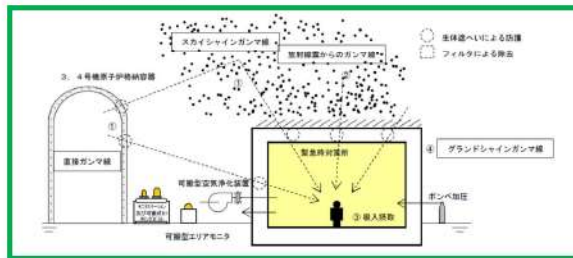 スカイシャインガンマ線
放射線雲からのガンマ線
生体遮へいによる防護
フィルタによる除去
3.4号機原子炉格納容器
①
②
①
直接ガンマ線
緊急時対策所
④
グランドシャインガンマ線
可搬型空気浄化装置
ボンベ加圧
③吸入摂取
可搬型エリアモニタ